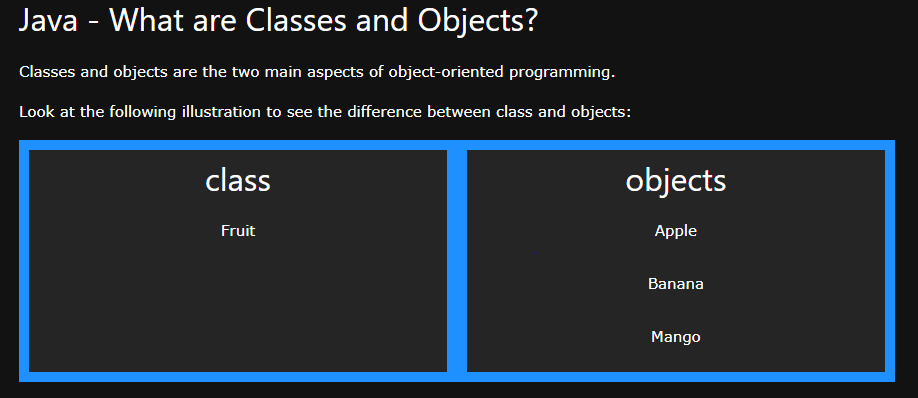 Java - What are Classes and Objects?
Classes and objects are the two main aspects of object-oriented programming.
Look at the following illustration to see the difference between class and objects:
class
Fruit
objects
Apple
Banana
Mango